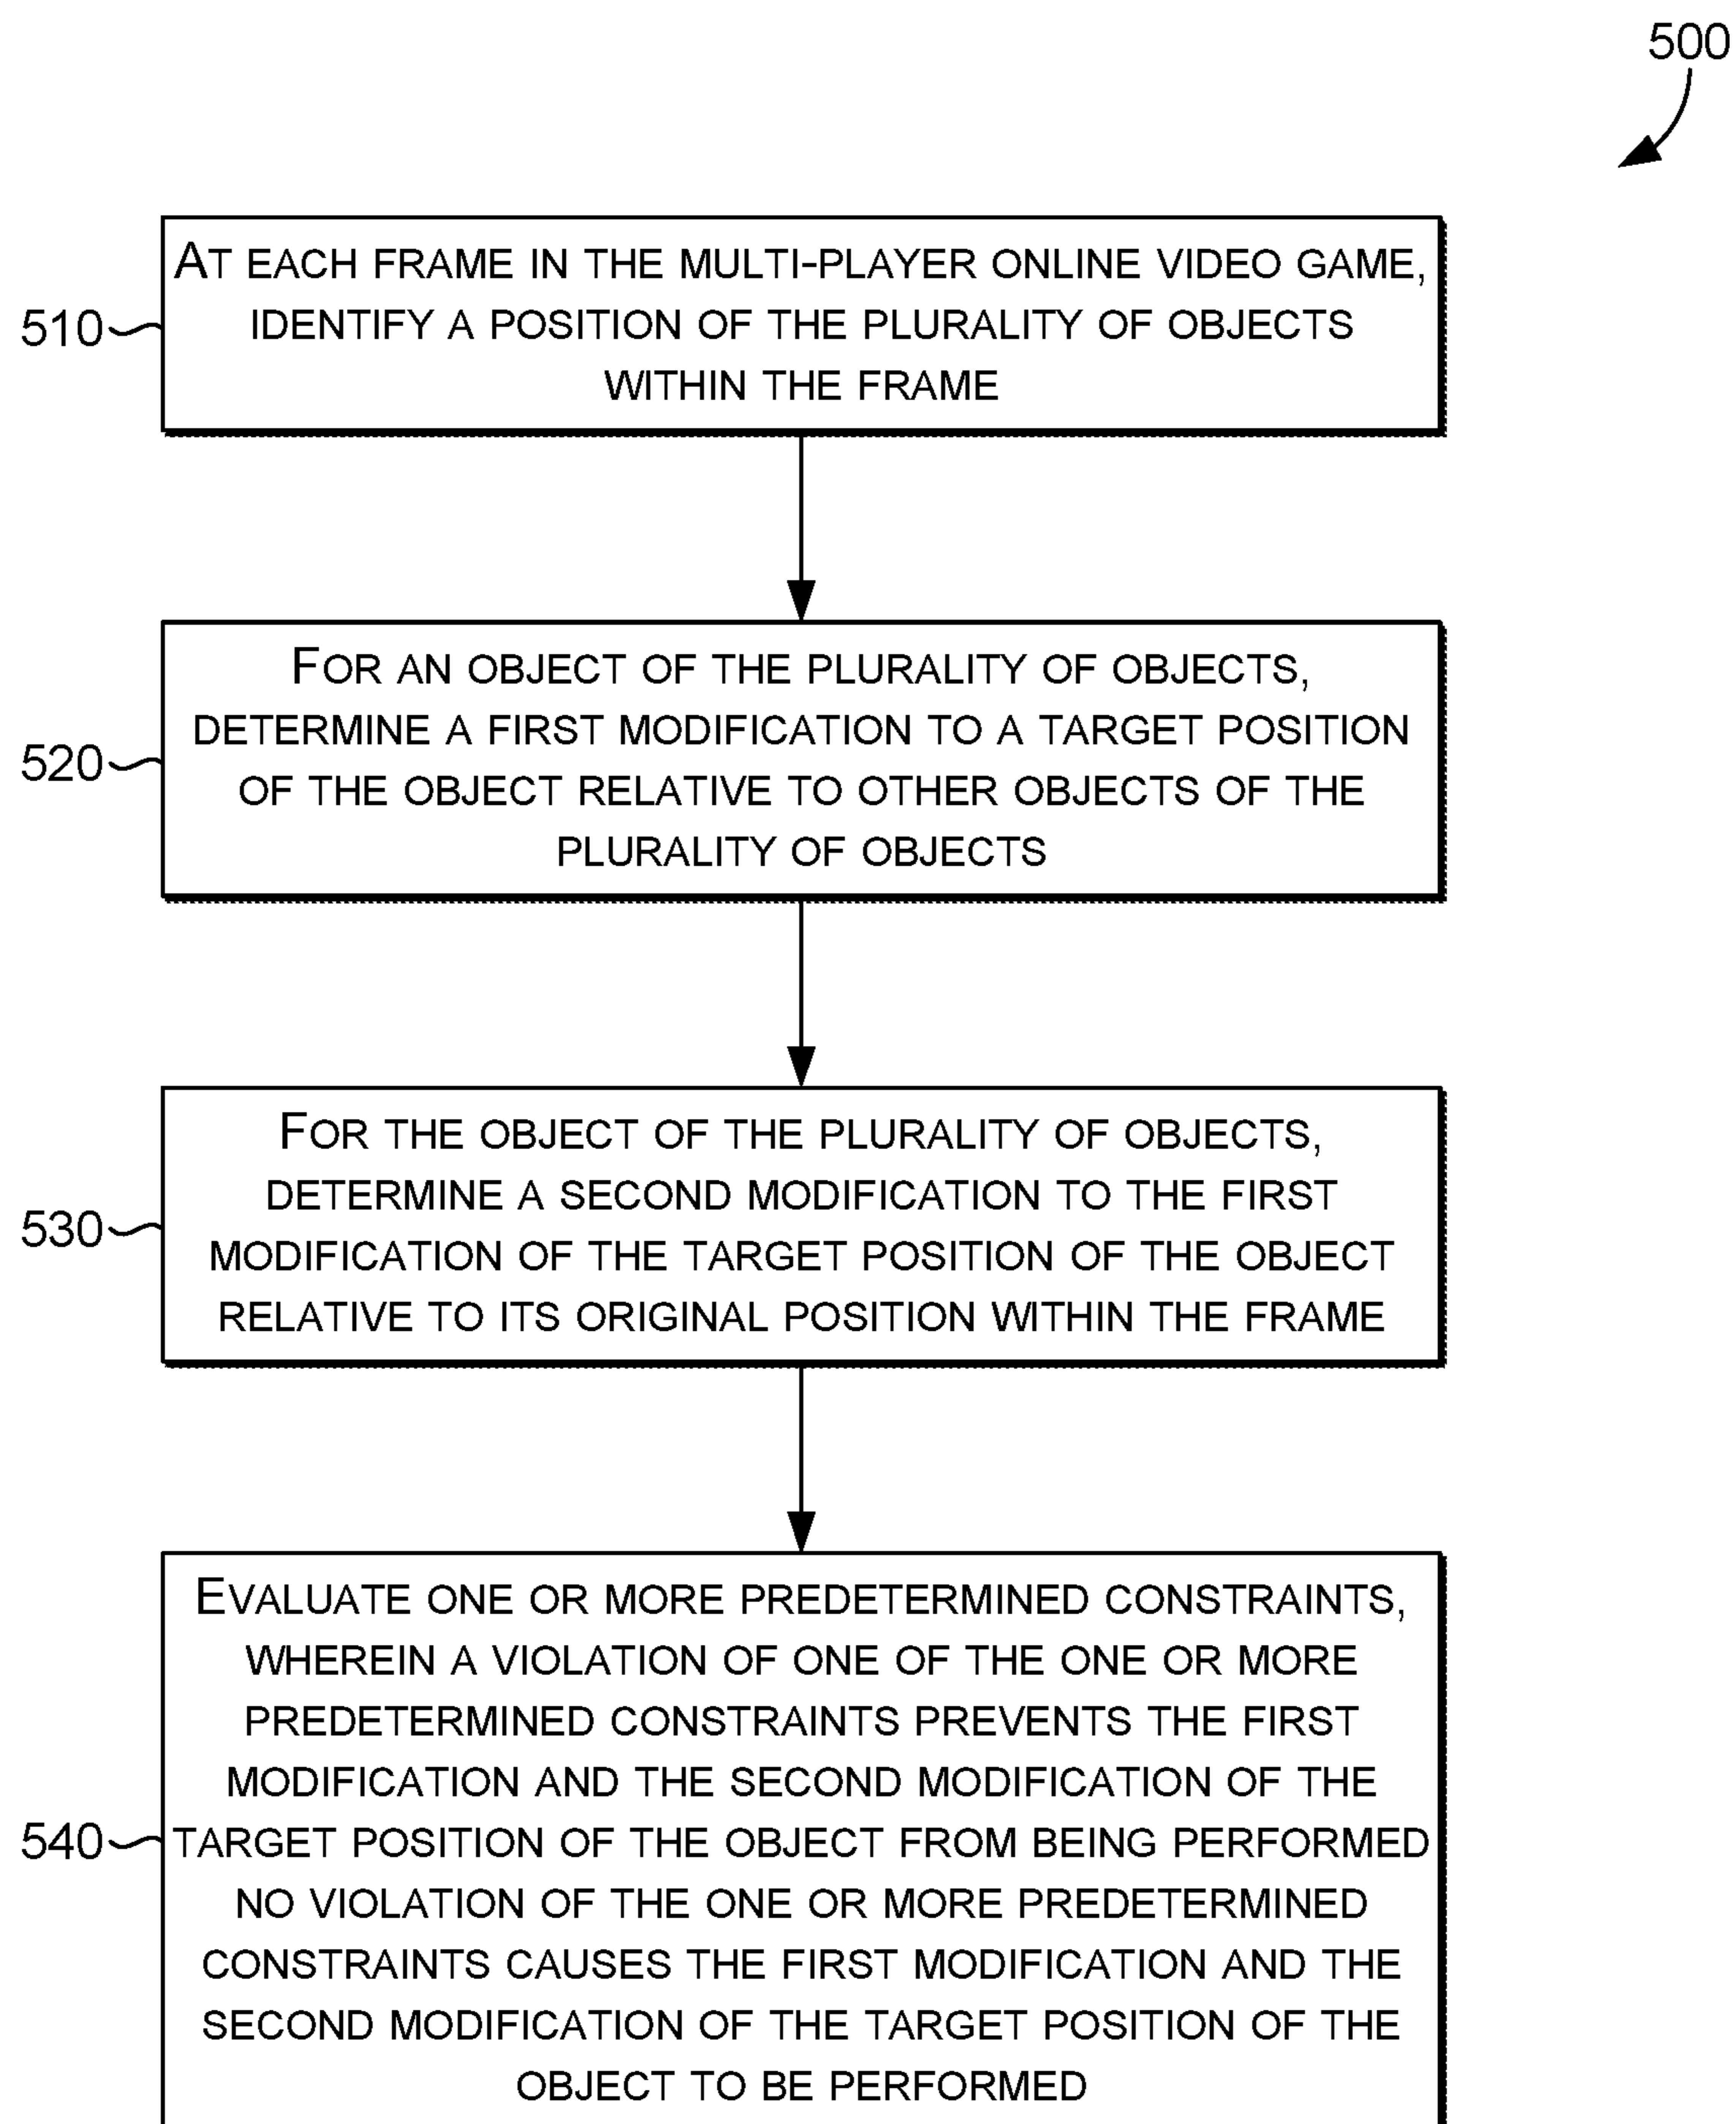 500
AT EACH FRAME IN THE MULTI-PLAYER ONLINE VIDEO GAME,
510
IDENTIFY A POSITION OF THE PLURALITY OF OBJECTS
WITHIN THE FRAME
FOR AN OBJECT OF THE PLURALITY OF OBJECTS,
DETERMINE A FIRST MODIFICATION TO A TARGET POSITION
520
OF THE OBJECT RELATIVE TO OTHER OBJECTS OF THE
PLURALITY OF OBJECTS
FOR THE OBJECT OF THE PLURALITY OF OBJECTS,
DETERMINE A SECOND MODIFICATION TO THE FIRST
530
MODIFICATION OF THE TARGET POSITION OF THE OBJECT
RELATIVE TO ITS ORIGINAL POSITION WITHIN THE FRAME
EVALUATE ONE OR MORE PREDETERMINED CONSTRAINTS,
WHEREIN A VIOLATION OF ONE OF THE ONE OR MORE
PREDETERMINED CONSTRAINTS PREVENTS THE FIRST
MODIFICATION AND THE SECOND MODIFICATION OF THE
540
TARGET POSITION OF THE OBJECT FROM BEING PERFORMED
NO VIOLATION OF THE ONE OR MORE PREDETERMINED
CONSTRAINTS CAUSES THE FIRST MODIFICATION AND THE
SECOND MODIFICATION OF THE TARGET POSITION OF THE
OBJECT TO BE PERFORMED